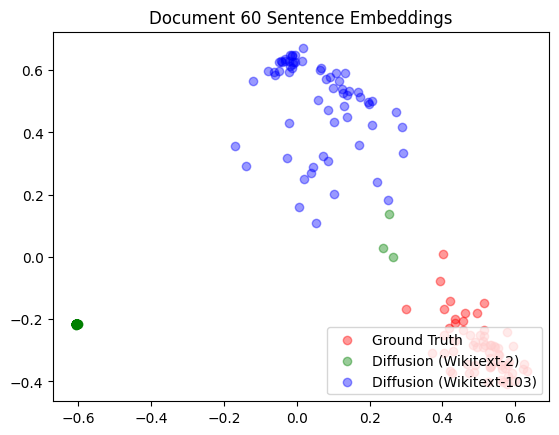 Document 60 Sentence Embeddings
0.6
0.4
0.2
0.0
−0.2
−0.4
Ground Truth
Diffusion (Wikitext-2)
Diffusion (Wikitext-103)
−0.6 −0.4 −0.2 0.0 0.2 0.4 0.6